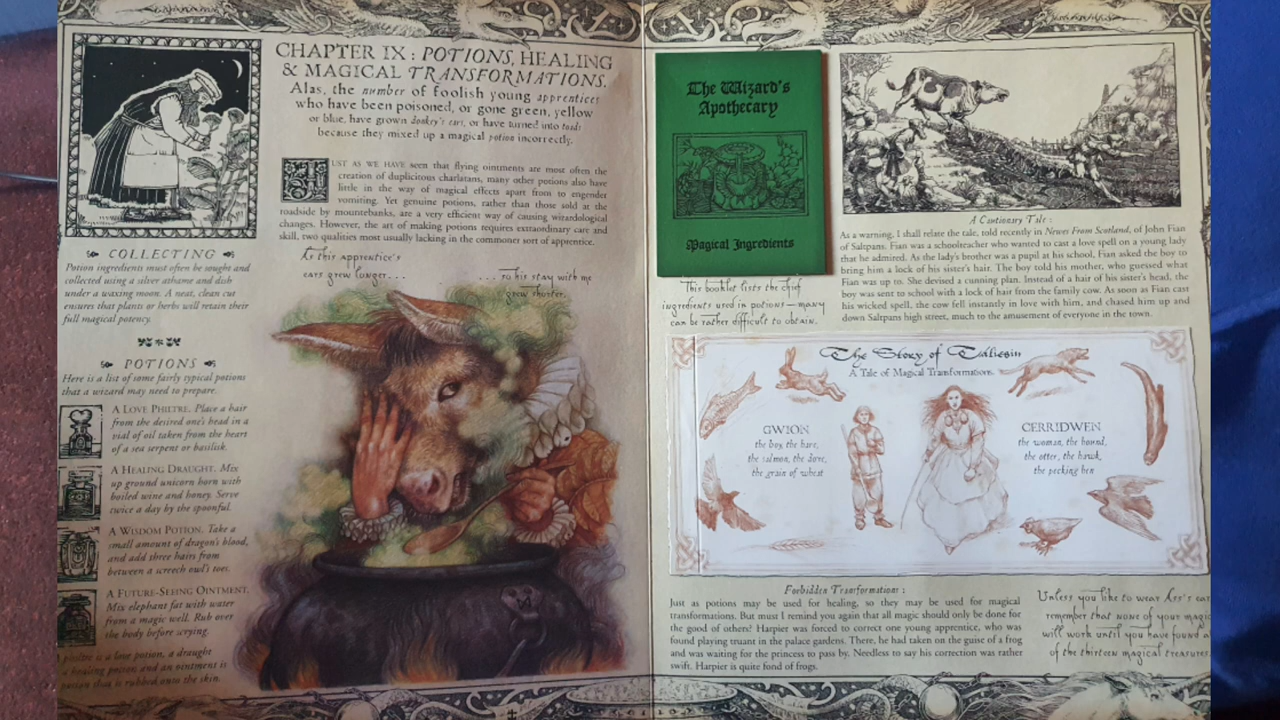 CHAPTER IX: POTIONS, HEALING
& MAGICAL TRANSFORMATIONS.
Alas, the number of foolish young apprentices
who have been poisoned, or gone green, yellow
or blue, have grown donkey's ears, or have turned into toads
because they mixed up a magical potion incorrectly.
JUST AS WE HAVE seen that flying ointments are most often the
creation of duplicitous charlatans, many other potions also have
little in the way of magical effects apart from to engender
vomiting. Yet genuine potions, rather than those sold at the
roadside by mountebanks, are a very efficient way of causing wizardological
changes. However, the art of making potions requires extraordinary care and
skill, two qualities most usually lacking in the commoner sort of apprentice.
COLLECTING
Potion ingredients must often be sought and
collected using a silver athame and dish
under a waxing moon. A neat, clean cut
ensures that plants or herbs will retain their
full magical potency.
POTIONS
Here is a list of some fairly typical potions
that a wizard may need to prepare.
A LOVE PHILTRE. Place a hair
from the desired one's head in a
vial of oil taken from the heart
of a sea serpent or basilisk.
A HEALING DRAUGHT. Mix
up ground unicorn horn with
boiled wine and honey. Serve
twice a day by the spoonful.
A WISDOM POTION. Take a
small amount of dragon's blood,
and add three hairs from
between a screech owl's toes.
A FUTURE-SEEING OINTMENT.
Mix elephant fat with water
from a magic well. Rub over
the body before scrying.
philtre is a love potion, a draught
a healing potion and an ointment is
potion that is rubbed onto the skin.
As this apprentice's
ears grew longer. . .
. . . so his stay with me
grew shorter.
The Wizard's
Apothecary
Magical Ingredients
This booklet lists the chief
ingredients used in potions—many
can be rather difficult to obtain.
A Cautionary Tale:
As a warning, I shall relate the tale, told recently in Newes From Scotland, of John Fian
of Saltpans. Fian was a schoolteacher who wanted to cast a love spell on a young lady
that he admired. As the lady's brother was a pupil at his school, Fian asked the boy to
bring him a lock of his sister's hair. The boy told his mother, who guessed what
Fian was up to. She devised a cunning plan. Instead of a hair of his sister's head, the
boy was sent to school with a lock of hair from the family cow. As soon as Fian cast
his wicked spell, the cow fell instantly in love with him, and chased him up and
down Saltpans high street, much to the amusement of everyone in the town.
The Story of Taliesin
A Tale of Magical Transformations
GWION
the boy, the hare,
the salmon, the dove,
the grain of wheat
CERRIDWEN
the woman, the hound,
the otter, the hawk,
the pecking hen
Forbidden Transformations:
Just as potions may be used for healing, so they may be used for magical
transformations. But must I remind you again that all magic should only be done for
the good of others? Harpier was forced to correct one young apprentice, who was
found playing truant in the palace gardens. There, he had taken on the guise of a frog
and was waiting for the princess to pass by. Needless to say his correction was rather
swift. Harpier is quite fond of frogs.
Unless you like to wear Ass's ears
remember that none of your magic
will work until you have found a
of the thirteen magical treasures.